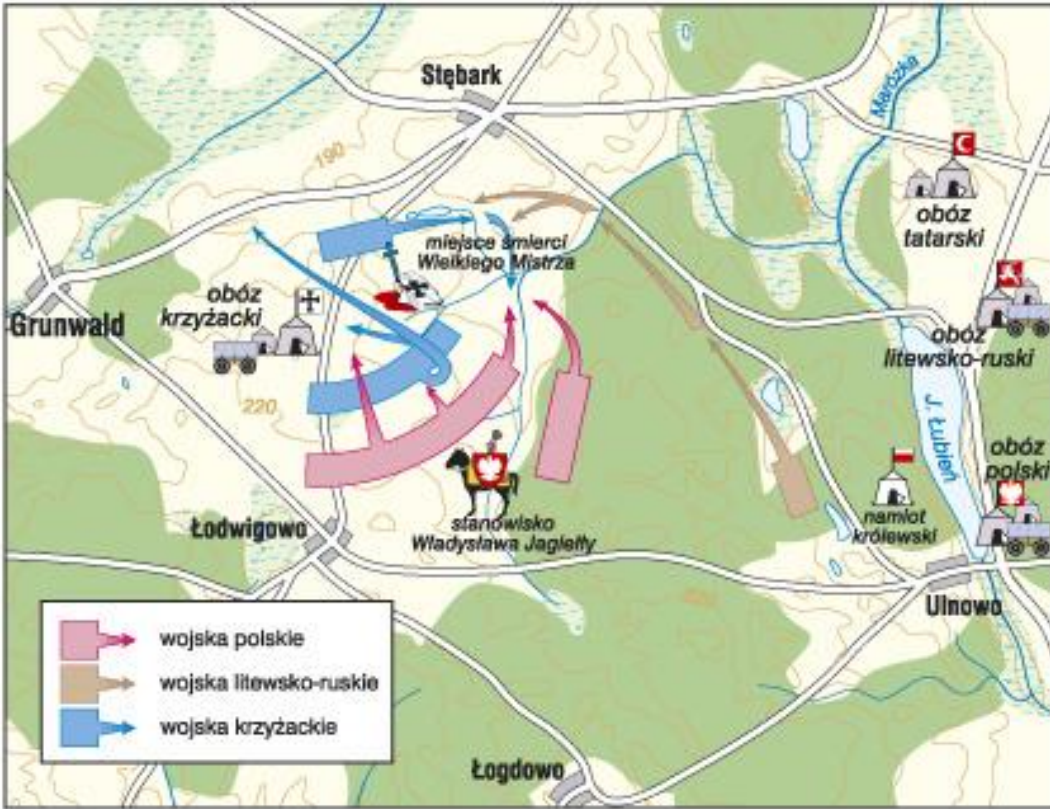 Stębark
Marózka
190
obóz
tatarski
miejsce śmierci
Wielkiego Mistrza
obóz
krzyżacki
Grunwald
obóz
litewsko-ruski
220
J. Łubień
obóz
polski
stanowisko
Władysława Jagiełły
namiot
królewski
Łodwigowo
Ulnowo
wojska polskie
wojska litewsko-ruskie
wojska krzyżackie
Łogdowo